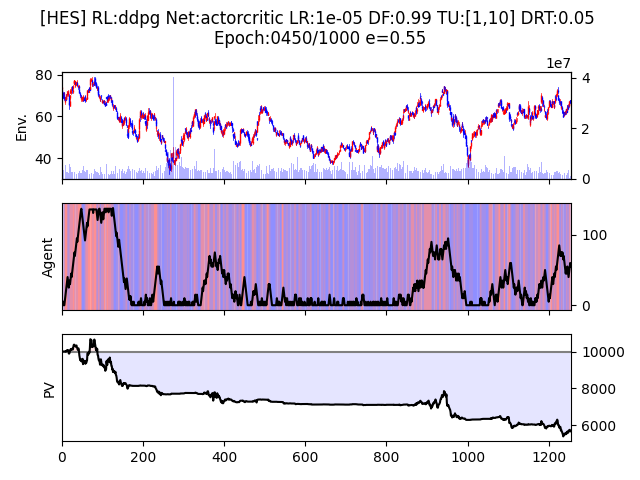 [HES] RL:ddpg Net:actorcritic LR:1e-05 DF:0.99 TU:[1,10] DRT:0.05
Epoch:0450/1000 e=0.55
1e7
80
60
40
Env.
4
2
0
Agent
100
0
PV
10000
8000
6000
0 200 400 600 800 1000 1200